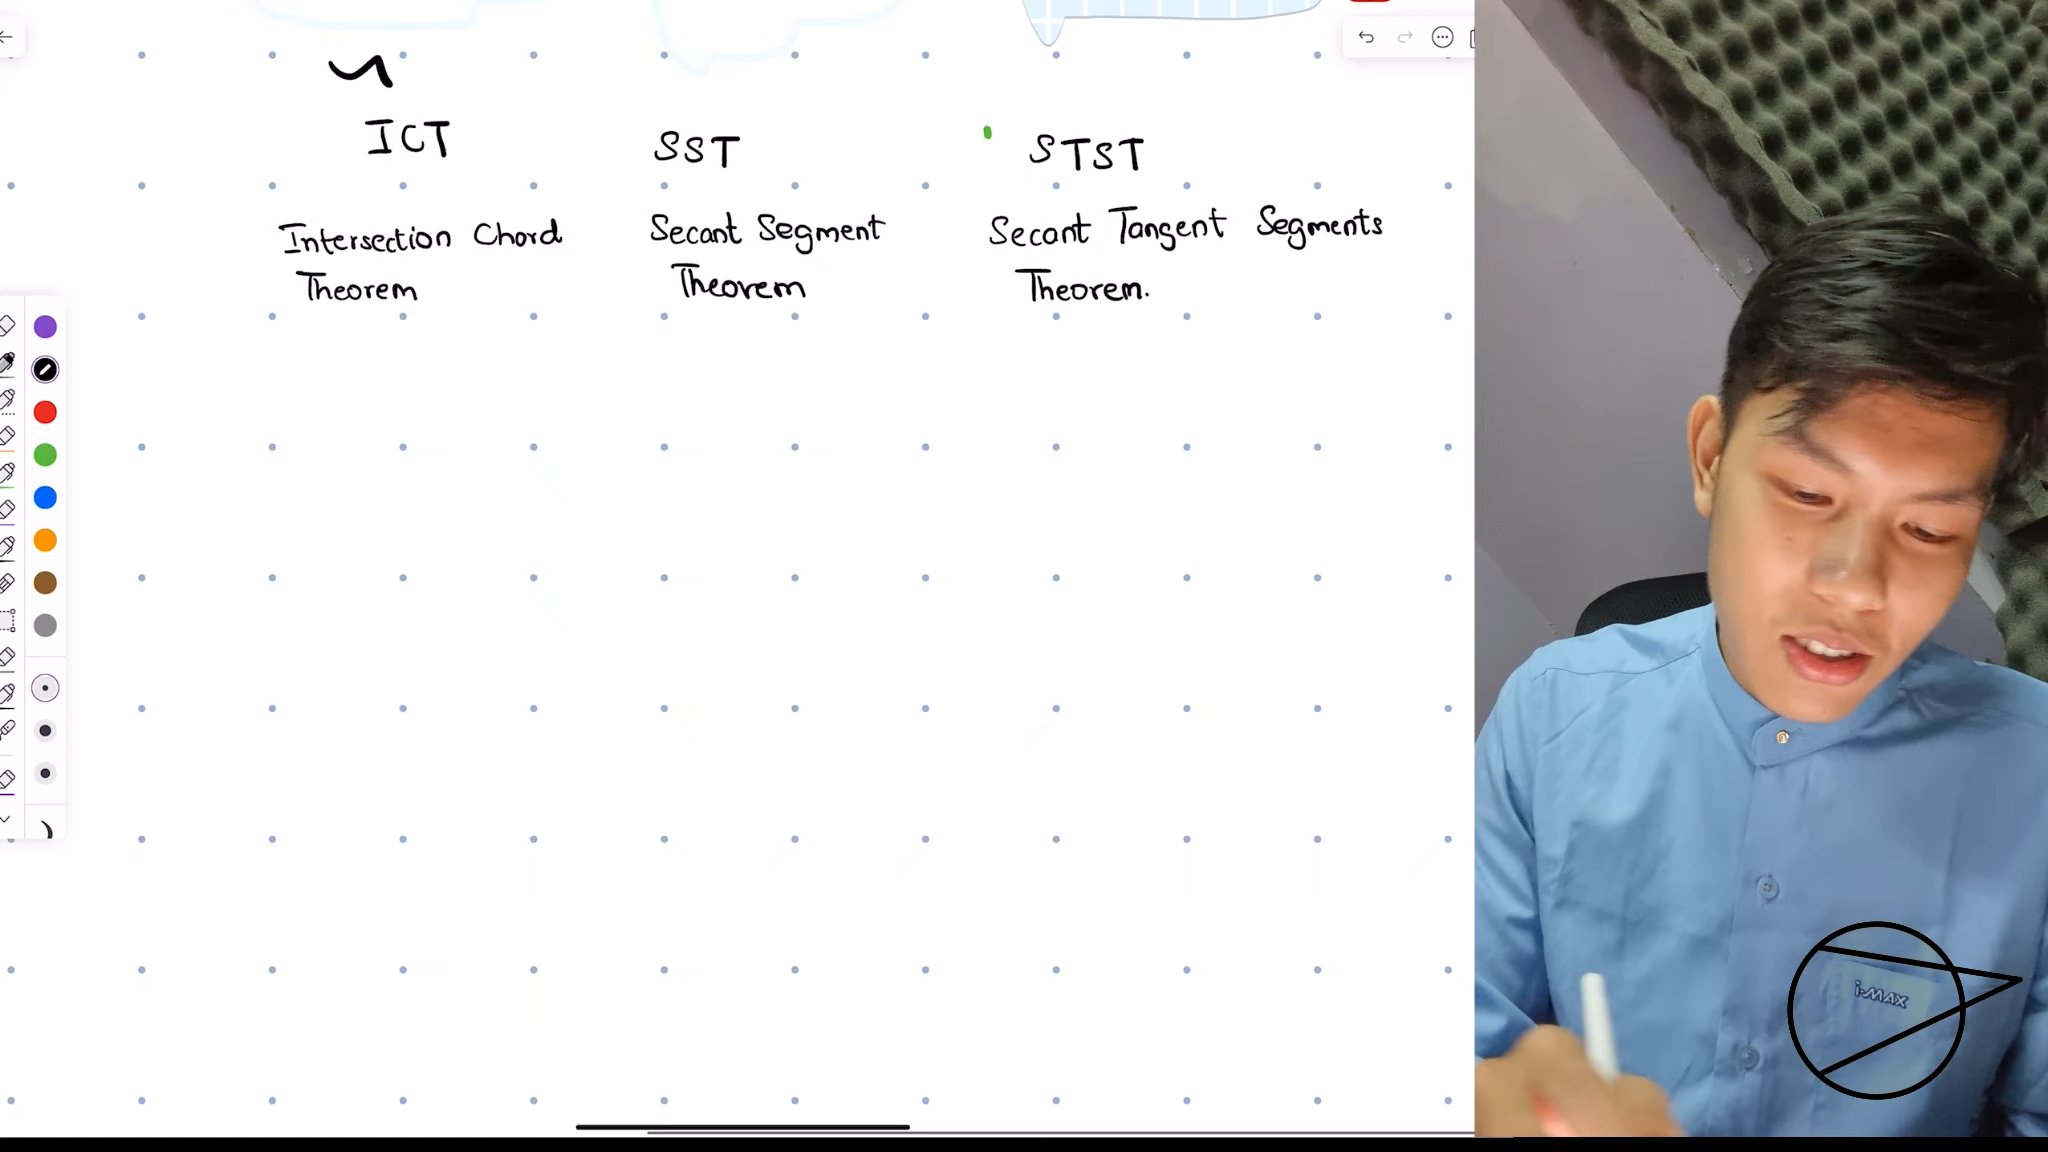 ICT
SST
STST
Intersection Chord
Theorem
Secant Segment
Theorem
Secant Tangent Segments
Theorem.
i-MAX